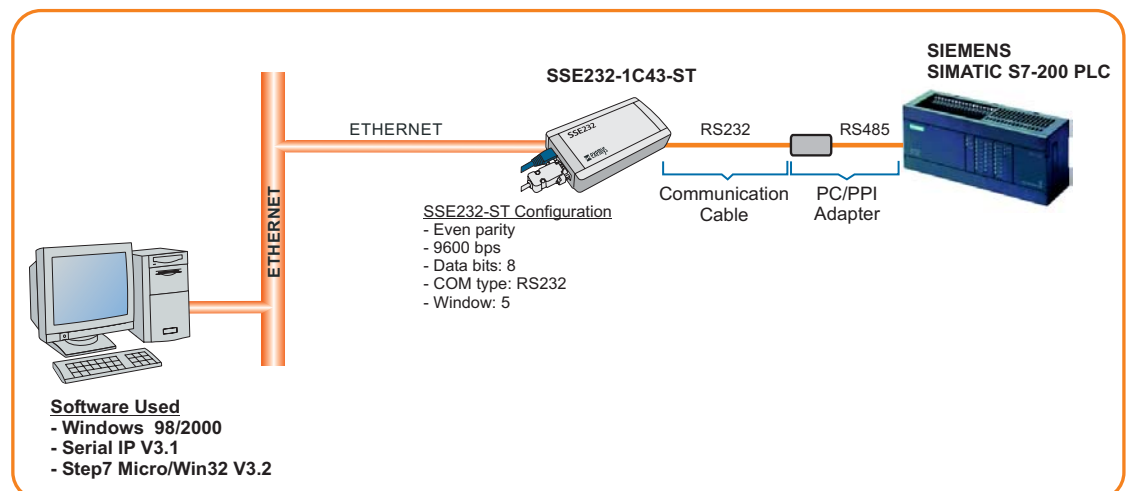 SIEMENS
SIMATIC S7-200 PLC
SSE232-1C43-ST
ETHERNET
SSE232
RS232
RS485
ETHERNET
Communication
Cable
PC/PPI
Adapter
SSE232-ST Configuration
- Even parity
- 9600 bps
- Data bits: 8
- COM type: RS232
- Window: 5
Software Used
- Windows 98/2000
- Serial IP V3.1
- Step7 Micro/Win32 V3.2